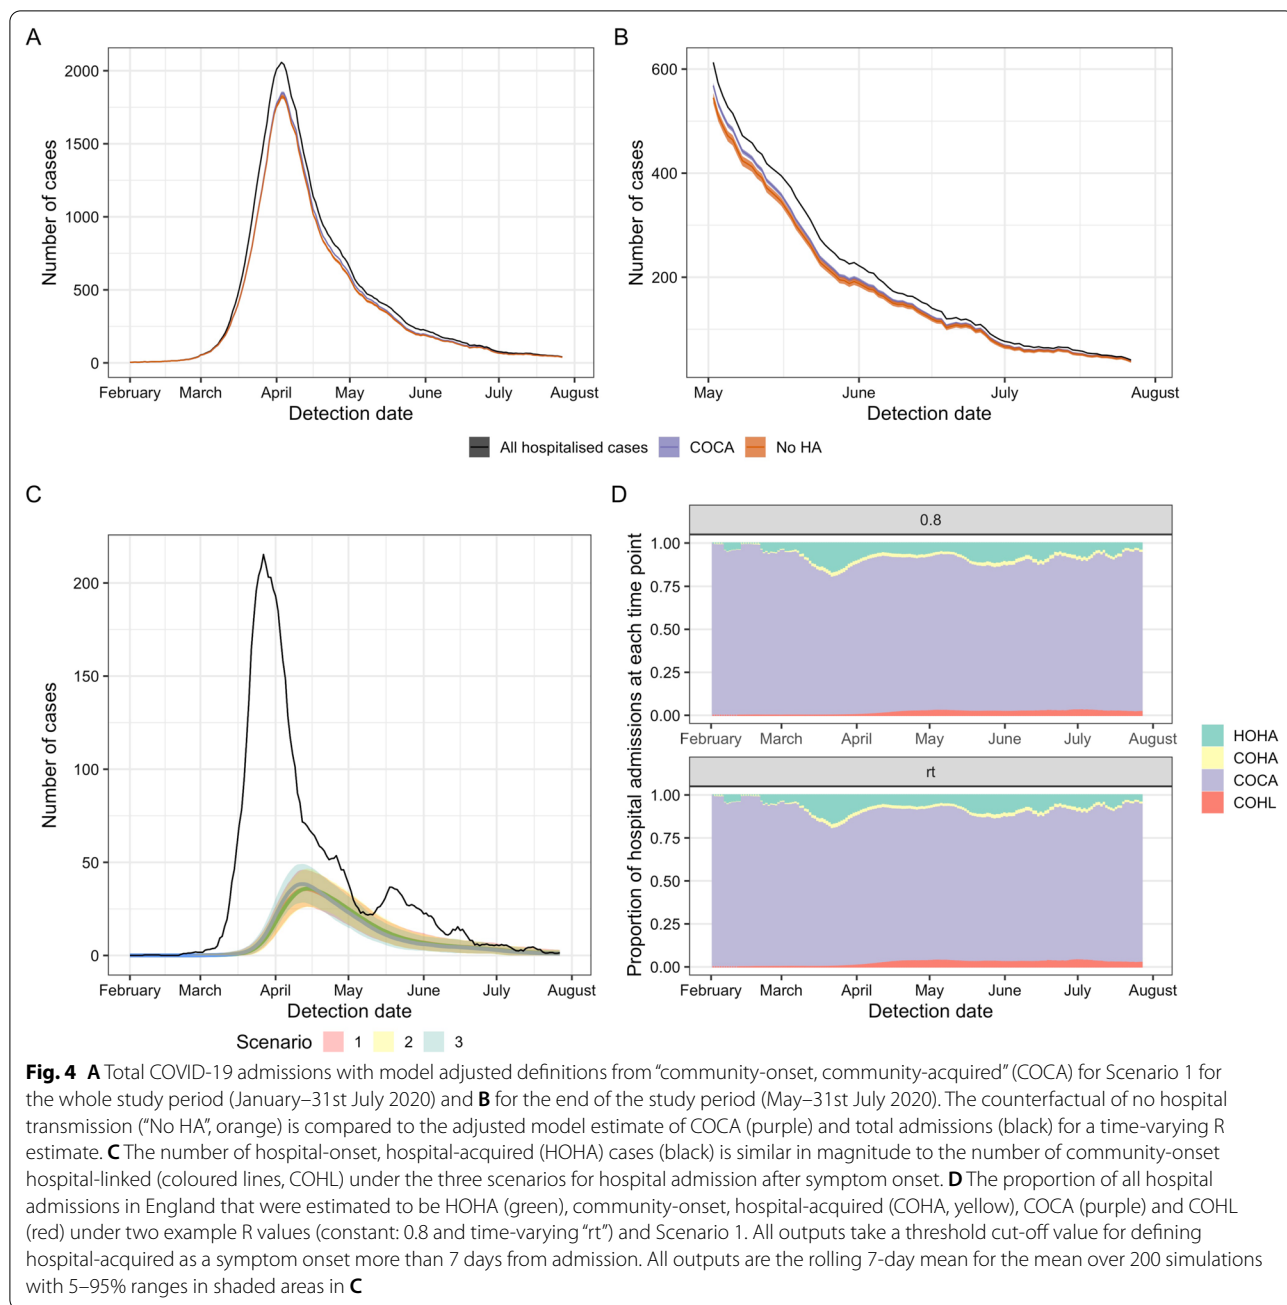 A
Number of cases
2000
1500
1000
500
0
February March April May June July August
Detection date
B
Number of cases
600
400
200
May June July August
Detection date
All hospitalised cases COCA No HA
C
Number of cases
200
150
100
50
0
February March April May June July August
Detection date
Scenario 1 2 3
D
Proportion of hospital admissions at each time point
0.8
1.00
0.75
0.50
0.25
0.00
February March April May June July August
rt
1.00
0.75
0.50
0.25
0.00
February March April May June July August
Detection date
HOHA
COHA
COCA
COHL
Fig. 4 A Total COVID-19 admissions with model adjusted definitions from “community-onset, community-acquired” (COCA) for Scenario 1 for
the whole study period (January–31st July 2020) and B for the end of the study period (May–31st July 2020). The counterfactual of no hospital
transmission (“No HA”, orange) is compared to the adjusted model estimate of COCA (purple) and total admissions (black) for a time-varying R
estimate. C The number of hospital-onset, hospital-acquired (HOHA) cases (black) is similar in magnitude to the number of community-onset
hospital-linked (coloured lines, COHL) under the three scenarios for hospital admission after symptom onset. D The proportion of all hospital
admissions in England that were estimated to be HOHA (green), community-onset, hospital-acquired (COHA, yellow), COCA (purple) and COHL
(red) under two example R values (constant: 0.8 and time-varying “rt”) and Scenario 1. All outputs take a threshold cut-off value for defining
hospital-acquired as a symptom onset more than 7 days from admission. All outputs are the rolling 7-day mean for the mean over 200 simulations
with 5–95% ranges in shaded areas in C